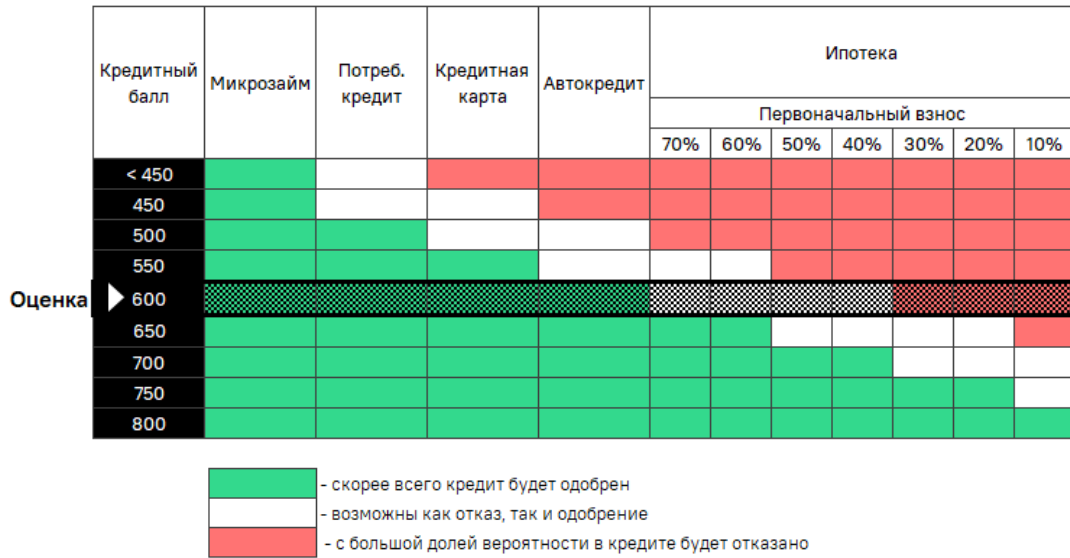 Кредитный балл
Микрозайм
Потреб. кредит
Кредитная карта
Автокредит
Ипотека
Первоначальный взнос
70% 60% 50% 40% 30% 20% 10%
< 450
450
500
550
Оценка 600
650
700
750
800
- скорее всего кредит будет одобрен
- возможны как отказ, так и одобрение
- с большой долей вероятности в кредите будет отказано